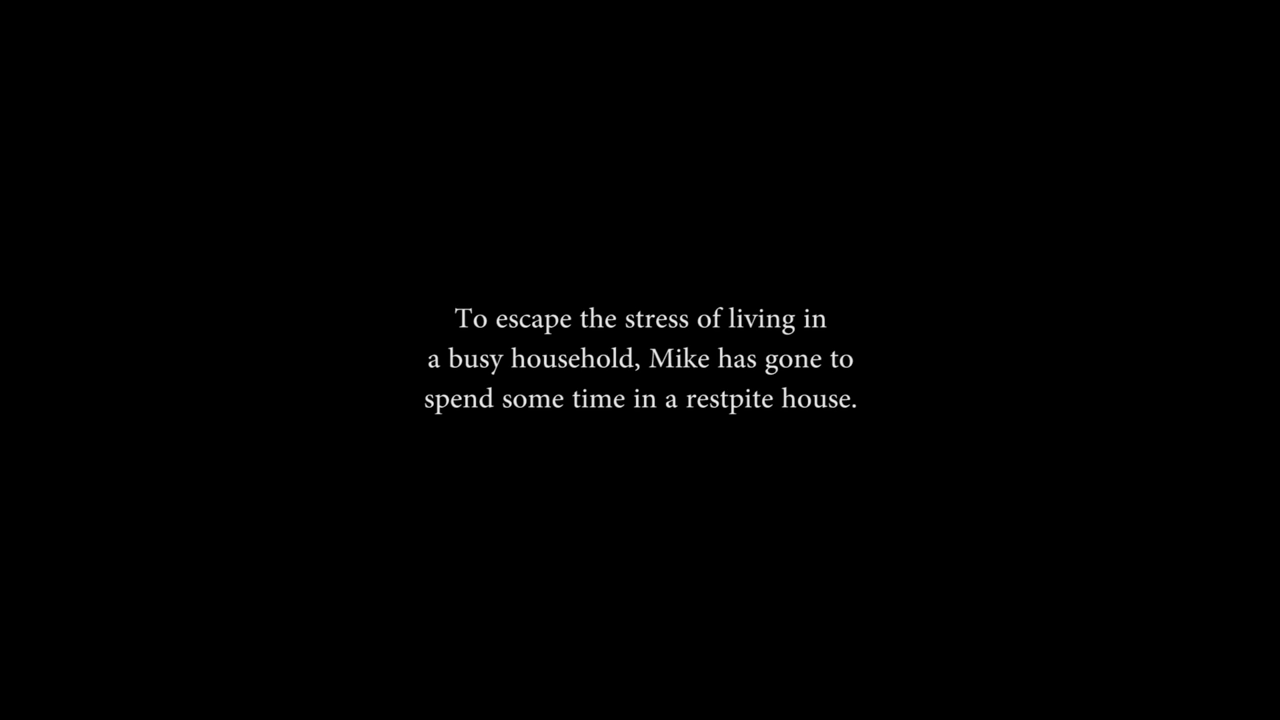 To escape the stress of living in
a busy household, Mike has gone to
spend some time in a restpite house.